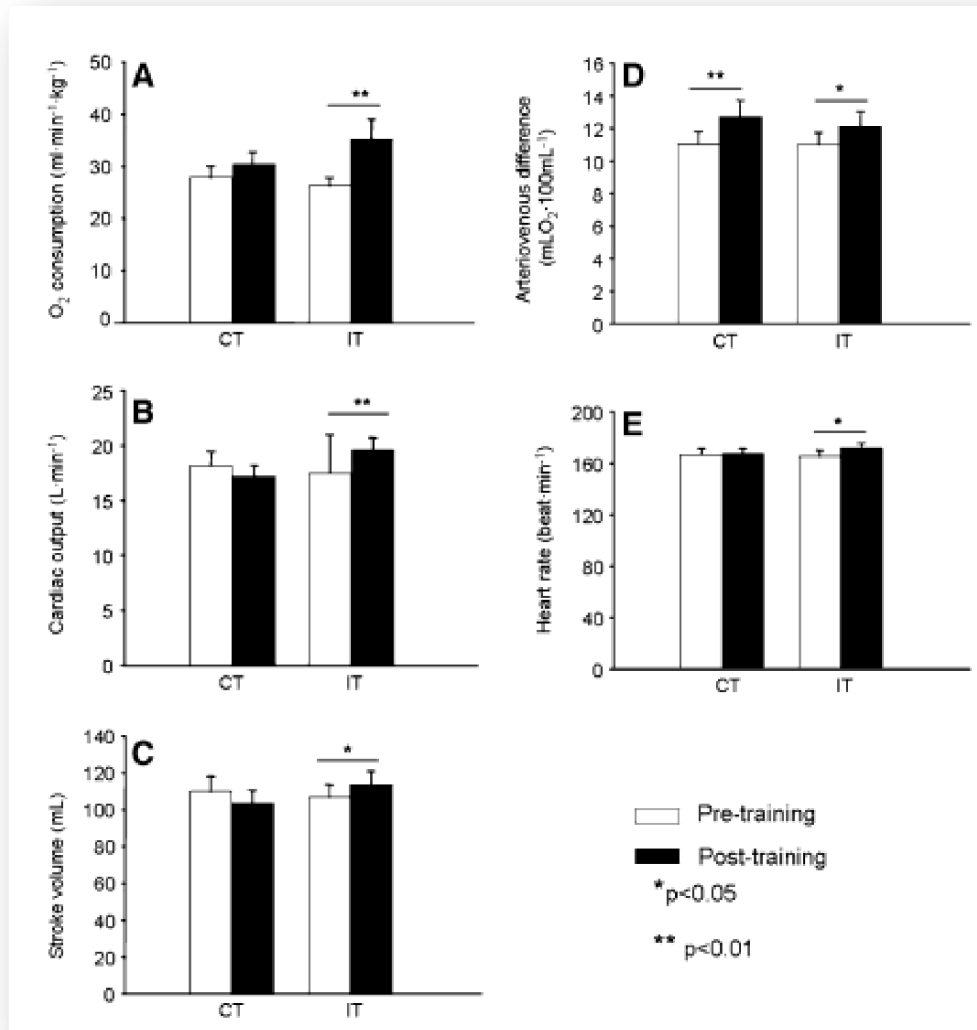 A
O₂ consumption (ml·min⁻¹·kg⁻¹)
50
40
30
20
10
0
**
CT
IT
D
Arteriovenous difference
(mLO₂·100mL⁻¹)
16
14
12
10
8
6
4
2
0
**
*
CT
IT
B
Cardiac output (L·min⁻¹)
25
20
15
10
5
0
**
CT
IT
E
Heart rate (beat·min⁻¹)
200
160
120
80
40
0
*
CT
IT
C
Stroke volume (mL)
140
120
100
80
60
40
20
0
*
CT
IT
Pre-training
Post-training
*p<0.05
** p<0.01